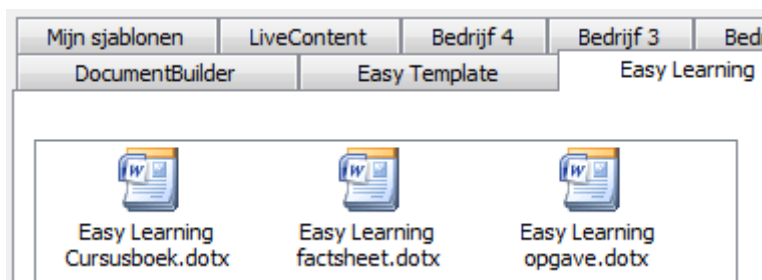 Mijn sjablonen LiveContent Bedrijf 4 Bedrijf 3
DocumentBuilder Easy Template Easy Learning
Easy Learning Easy Learning Easy Learning
Cursusboek.dotx factsheet.dotx opgave.dotx